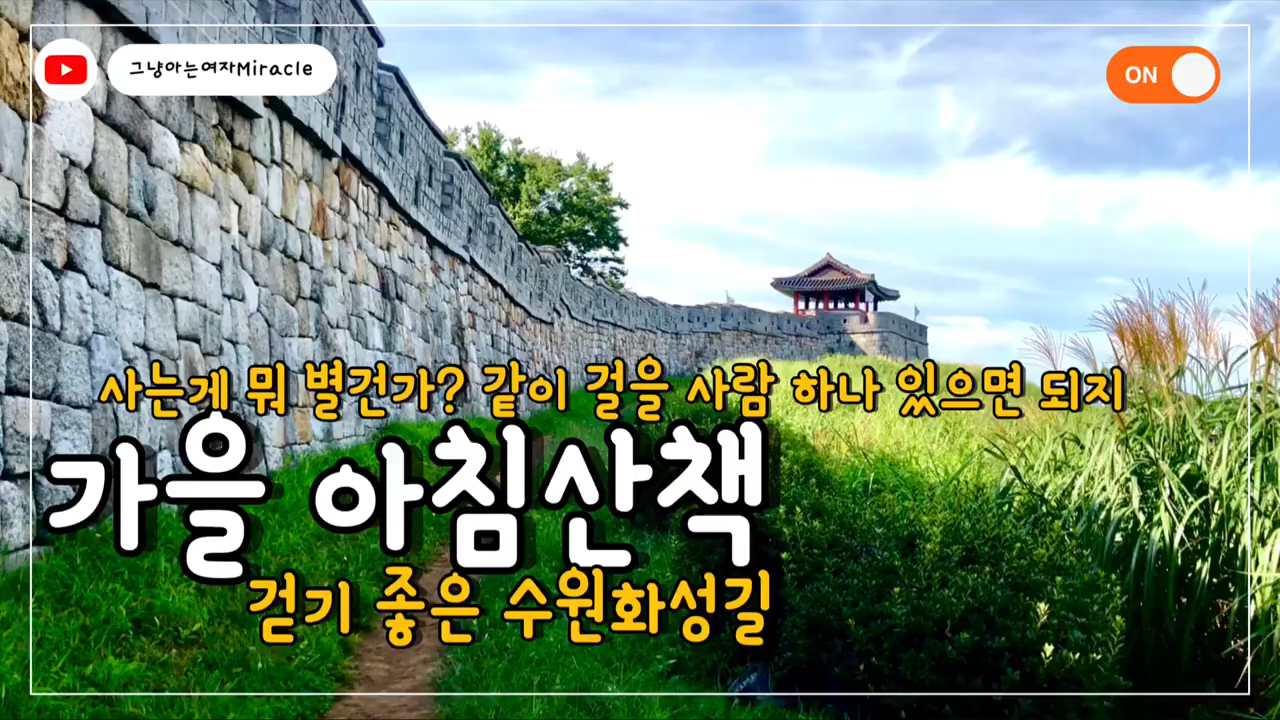 그냥아는여자Miracle
ON
사는게 뭐 별건가? 같이 걸을 사람 하나 있으면 되지
가을 아침산책
걷기 좋은 수원화성길